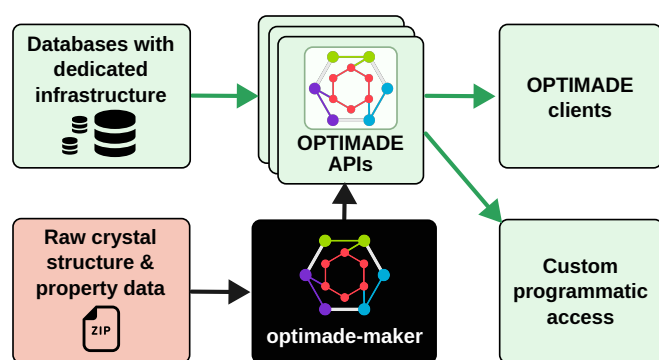 Databases with
dedicated
infrastructure
OPTIMADE
APIs
OPTIMADE
clients
Raw crystal
structure &
property data
ZIP
optimade-maker
Custom
programmatic
access